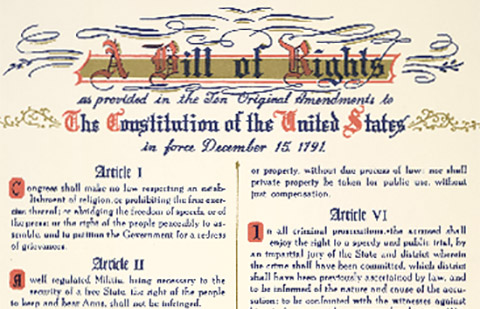 A Bill of Rights
as provided in the Ten Original Amendments to
The Constitution of the United States
in force December 15, 1791.
Article I
Congress shall make no law respecting an estab-
lishment of religion, or prohibiting the free exer-
cise thereof; or abridging the freedom of speech, or of
the press; or the right of the people peaceably to as-
semble, and to petition the Government for a redress
of grievances.
Article II
A well regulated Militia, being necessary to the
security of a free State, the right of the people
to keep and bear Arms, shall not be infringed.
or property, without due process of law; nor shall
private property be taken for public use, without
just compensation.
Article VI
In all criminal prosecutions, the accused shall
enjoy the right to a speedy and public trial, by
an impartial jury of the State and district wherein
the crime shall have been committed, which district
shall have been previously ascertained by law, and
to be informed of the nature and cause of the accu-
sation; to be confronted with the witnesses against